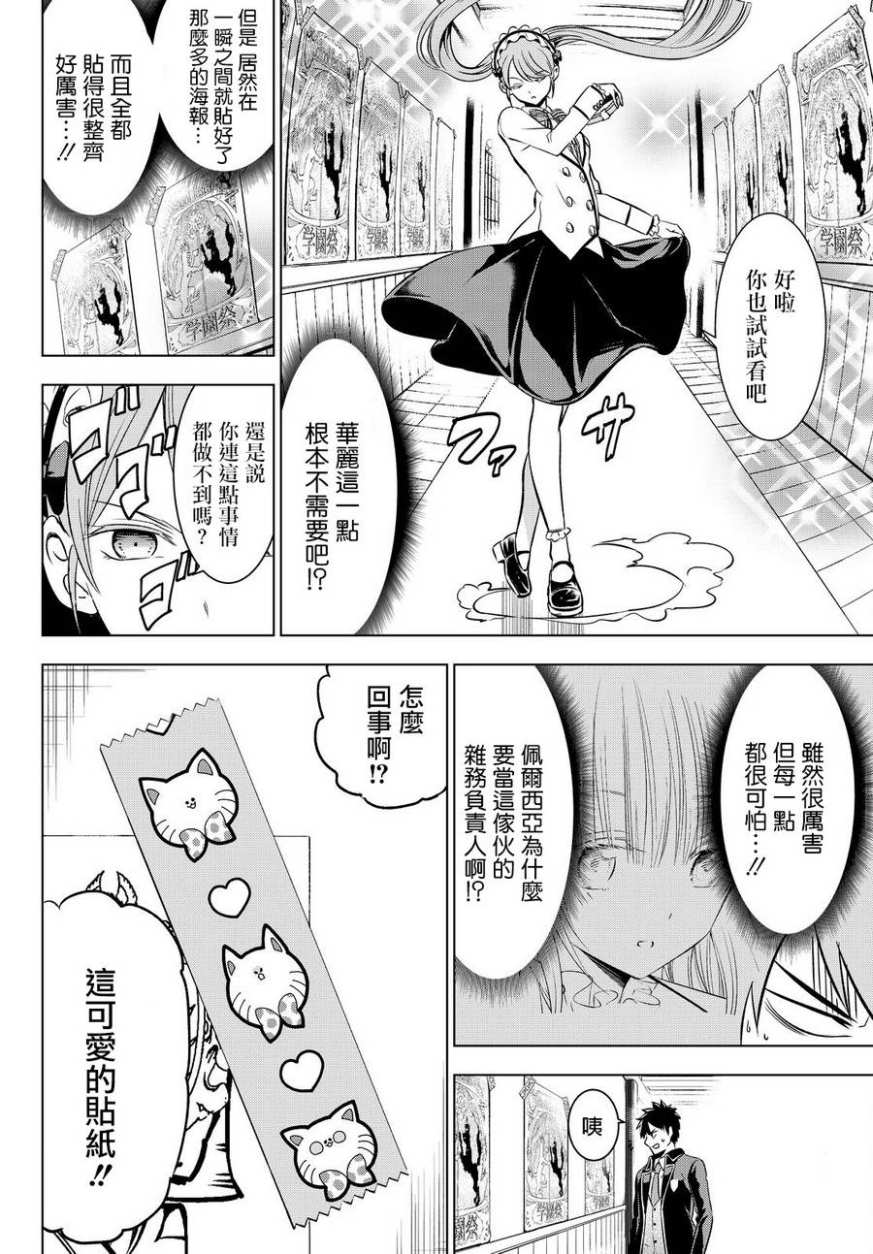 好啦
你也試試看吧
華麗這一點
根本不需要吧!?
但是 居然在
一瞬之間就貼好了
那麼多的海報…
而且全都
貼得很整齊
好厲害…!!
学園祭
学園祭
学園祭
学園祭
学園祭
還是說
你連這點事情
都做不到嗎?
雖然很厲害
但每一點
都很可怕…!!
佩爾西亞為什麼
要當這傢伙的
雜務負責人啊!?
咦
怎麼
回事啊!?
這可愛的貼紙!!